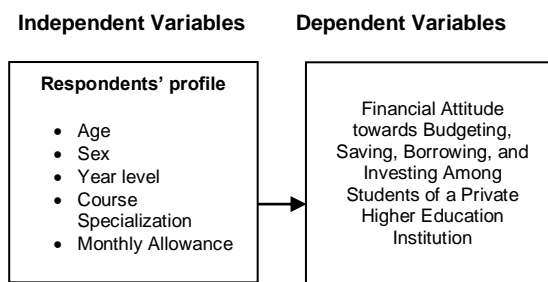 Independent Variables
Dependent Variables
Respondents' profile
• Age
• Sex
• Year level
• Course
Specialization
• Monthly Allowance
Financial Attitude
towards Budgeting,
Saving, Borrowing, and
Investing Among
Students of a Private
Higher Education
Institution